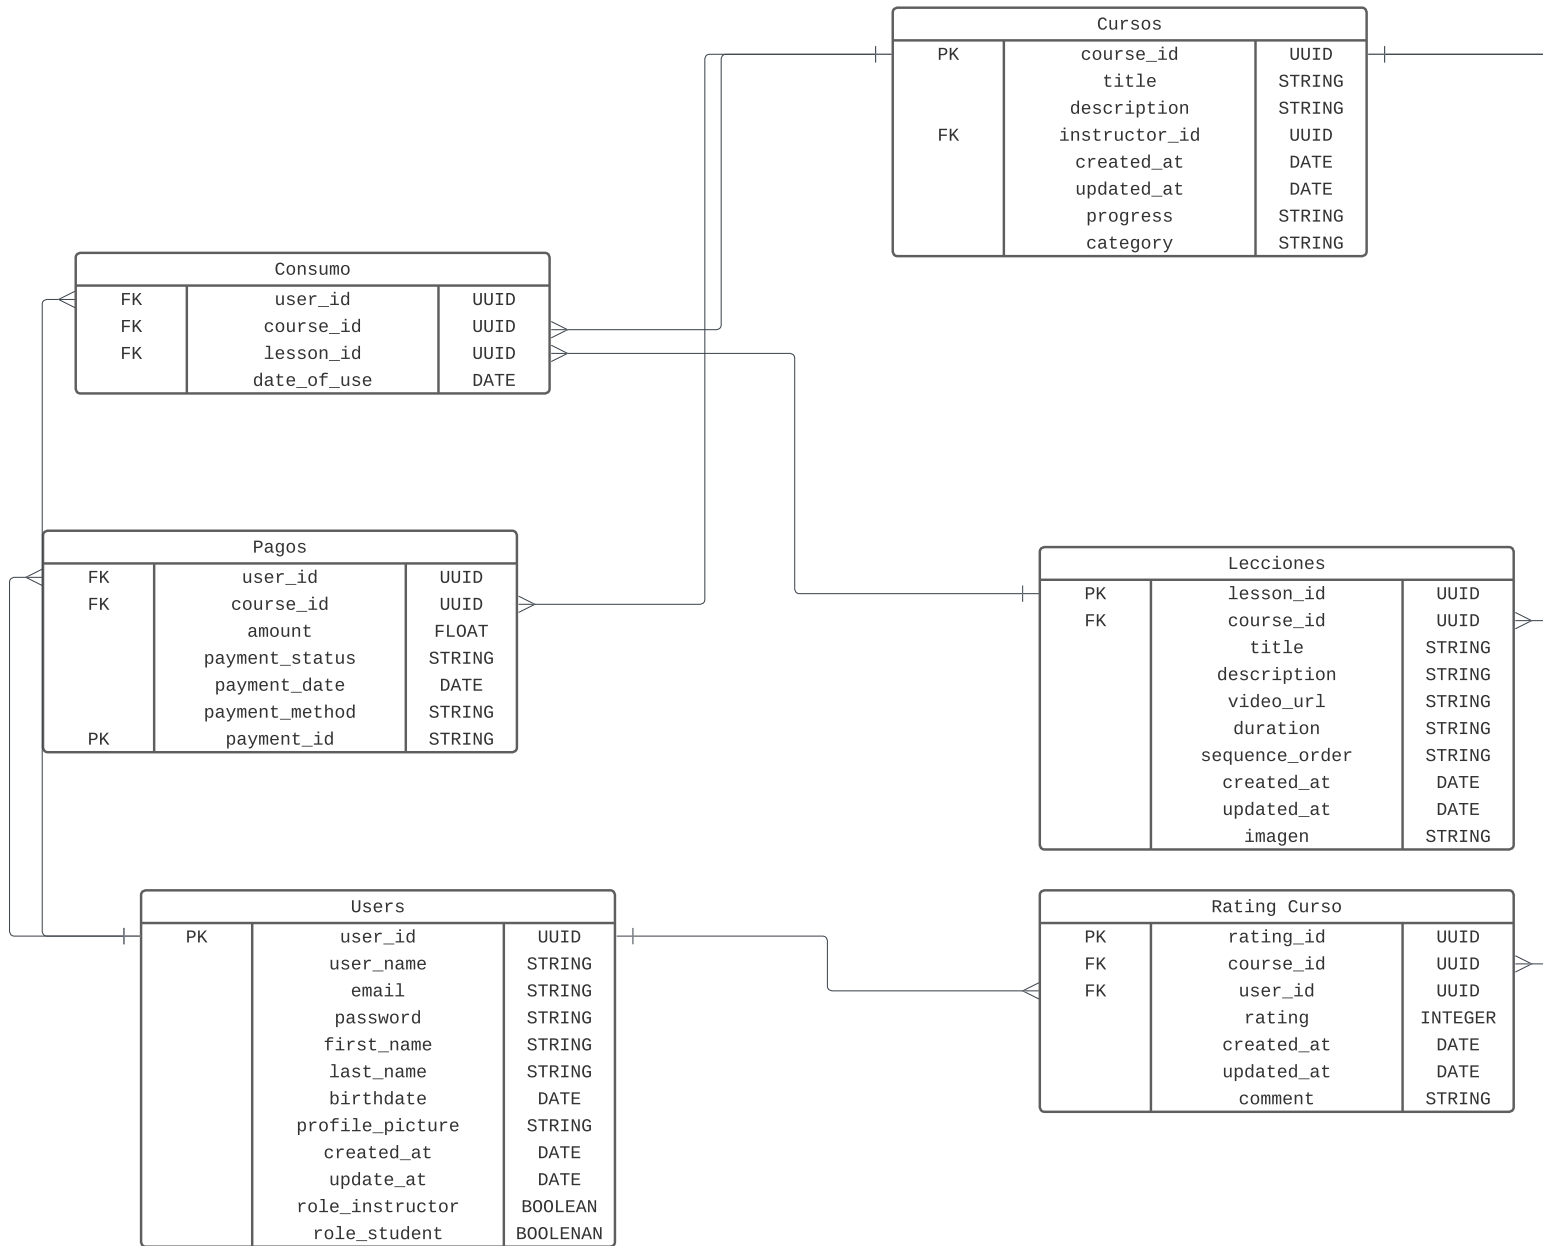 Cursos
PK course_id UUID
title STRING
description STRING
FK instructor_id UUID
created_at DATE
updated_at DATE
progress STRING
category STRING
Consumo
FK user_id UUID
FK course_id UUID
FK lesson_id UUID
date_of_use DATE
Pagos
FK user_id UUID
FK course_id UUID
amount FLOAT
payment_status STRING
payment_date DATE
payment_method STRING
PK payment_id STRING
Lecciones
PK lesson_id UUID
FK course_id UUID
title STRING
description STRING
video_url STRING
duration STRING
sequence_order STRING
created_at DATE
updated_at DATE
imagen STRING
Users
PK user_id UUID
user_name STRING
email STRING
password STRING
first_name STRING
last_name STRING
birthdate DATE
profile_picture STRING
created_at DATE
update_at DATE
role_instructor BOOLEAN
role_student BOOLENAN
Rating Curso
PK rating_id UUID
FK course_id UUID
FK user_id UUID
rating INTEGER
created_at DATE
updated_at DATE
comment STRING